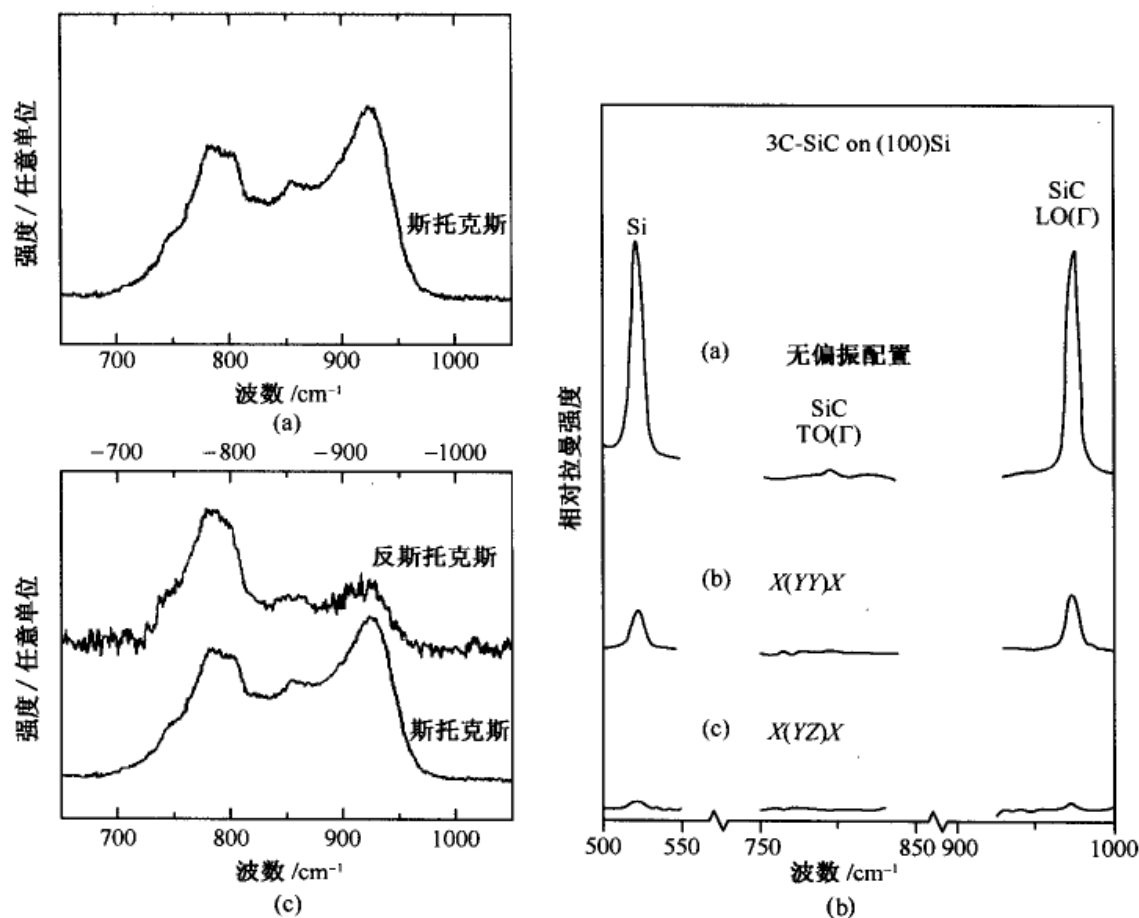 强度/任意单位
斯托克斯
700 800 900 1000
波数/cm⁻¹
(a)
-700 -800 -900 -1000
强度/任意单位
反斯托克斯
斯托克斯
700 800 900 1000
波数/cm⁻¹
(c)
相对拉曼强度
3C-SiC on (100)Si
Si
SiC
LO(Γ)
(a) 无偏振配置
SiC
TO(Γ)
(b) X(YY)X
(c) X(YZ)X
500 550 750 850 900 1000
波数/cm⁻¹
(b)